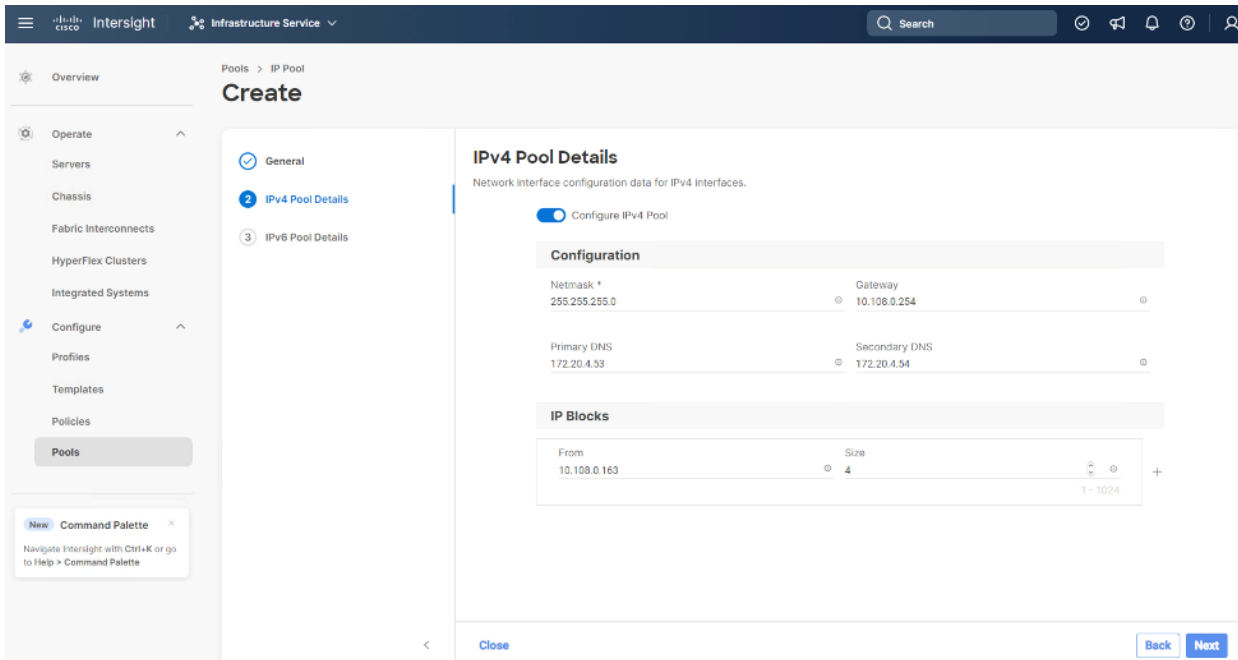 cisco Intersight Infrastructure Service Search
Overview
Operate
Servers
Chassis
Fabric Interconnects
HyperFlex Clusters
Integrated Systems
Configure
Profiles
Templates
Policies
Pools
New Command Palette ×
Navigate Intersight with Ctrl+K or go
to Help > Command Palette
Pools > IP Pool
Create
General
2 IPv4 Pool Details
3 IPv6 Pool Details
IPv4 Pool Details
Network interface configuration data for IPv4 interfaces.
Configure IPv4 Pool
Configuration
Netmask * Gateway
255.255.255.0 10.108.0.254
Primary DNS Secondary DNS
172.20.4.53 172.20.4.54
IP Blocks
From Size
10.108.0.163 4
1 - 1024
Close Back Next